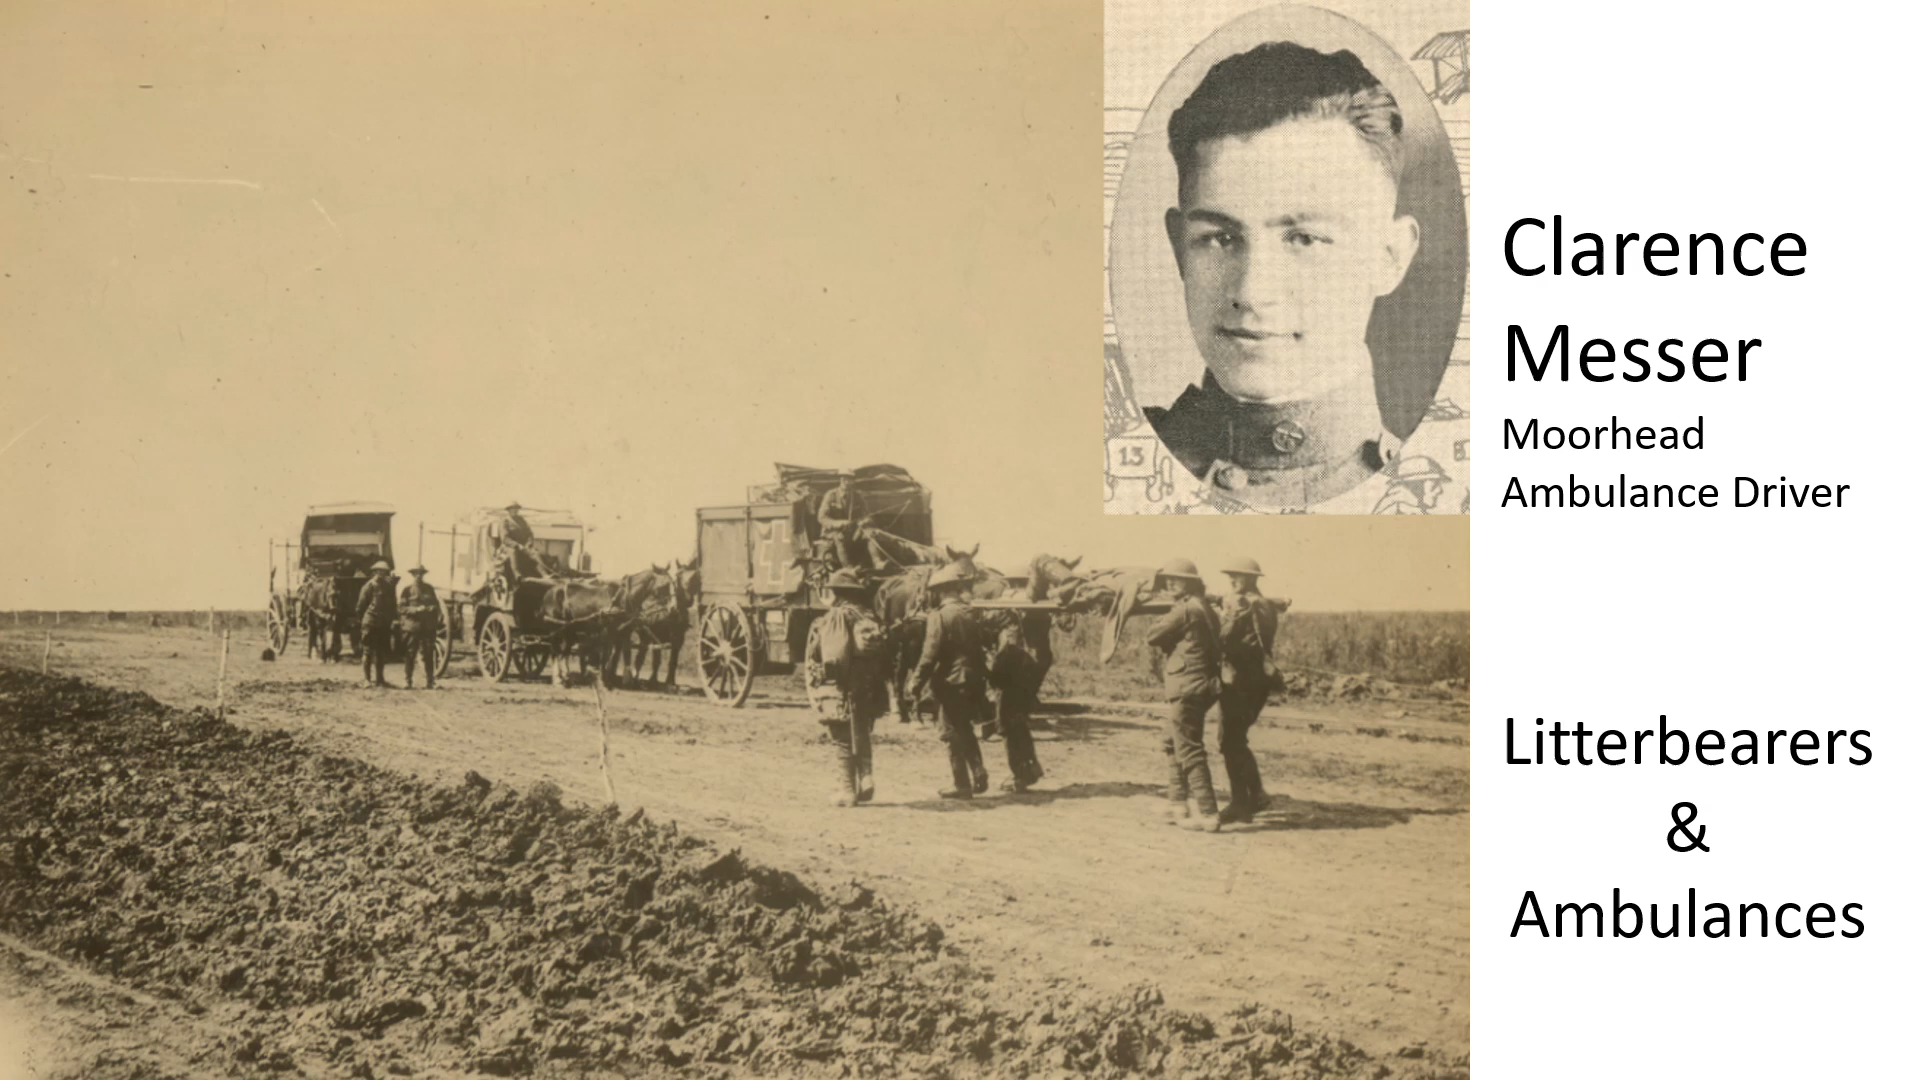 13
Clarence
Messer
Moorhead
Ambulance Driver
Litterbearers
&
Ambulances